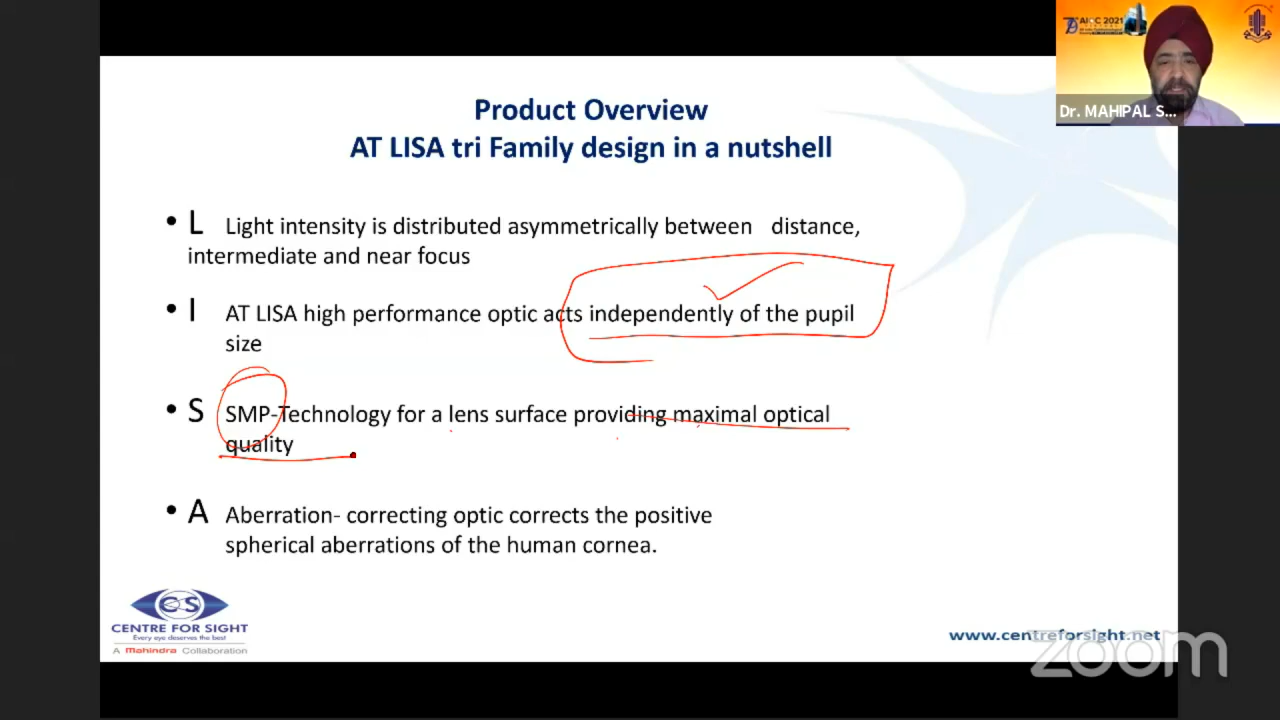 Product Overview
AT LISA tri Family design in a nutshell
• L Light intensity is distributed asymmetrically between distance,
intermediate and near focus
• I AT LISA high performance optic acts independently of the pupil
size
• S SMP-Technology for a lens surface providing maximal optical
quality
• A Aberration- correcting optic corrects the positive
spherical aberrations of the human cornea.
CS
CENTRE FOR SIGHT
Every eye deserves the best
A Mahindra Collaboration
www.centreforsight.net
zoom
AIOC 2021
Dr. MAHIPAL S...